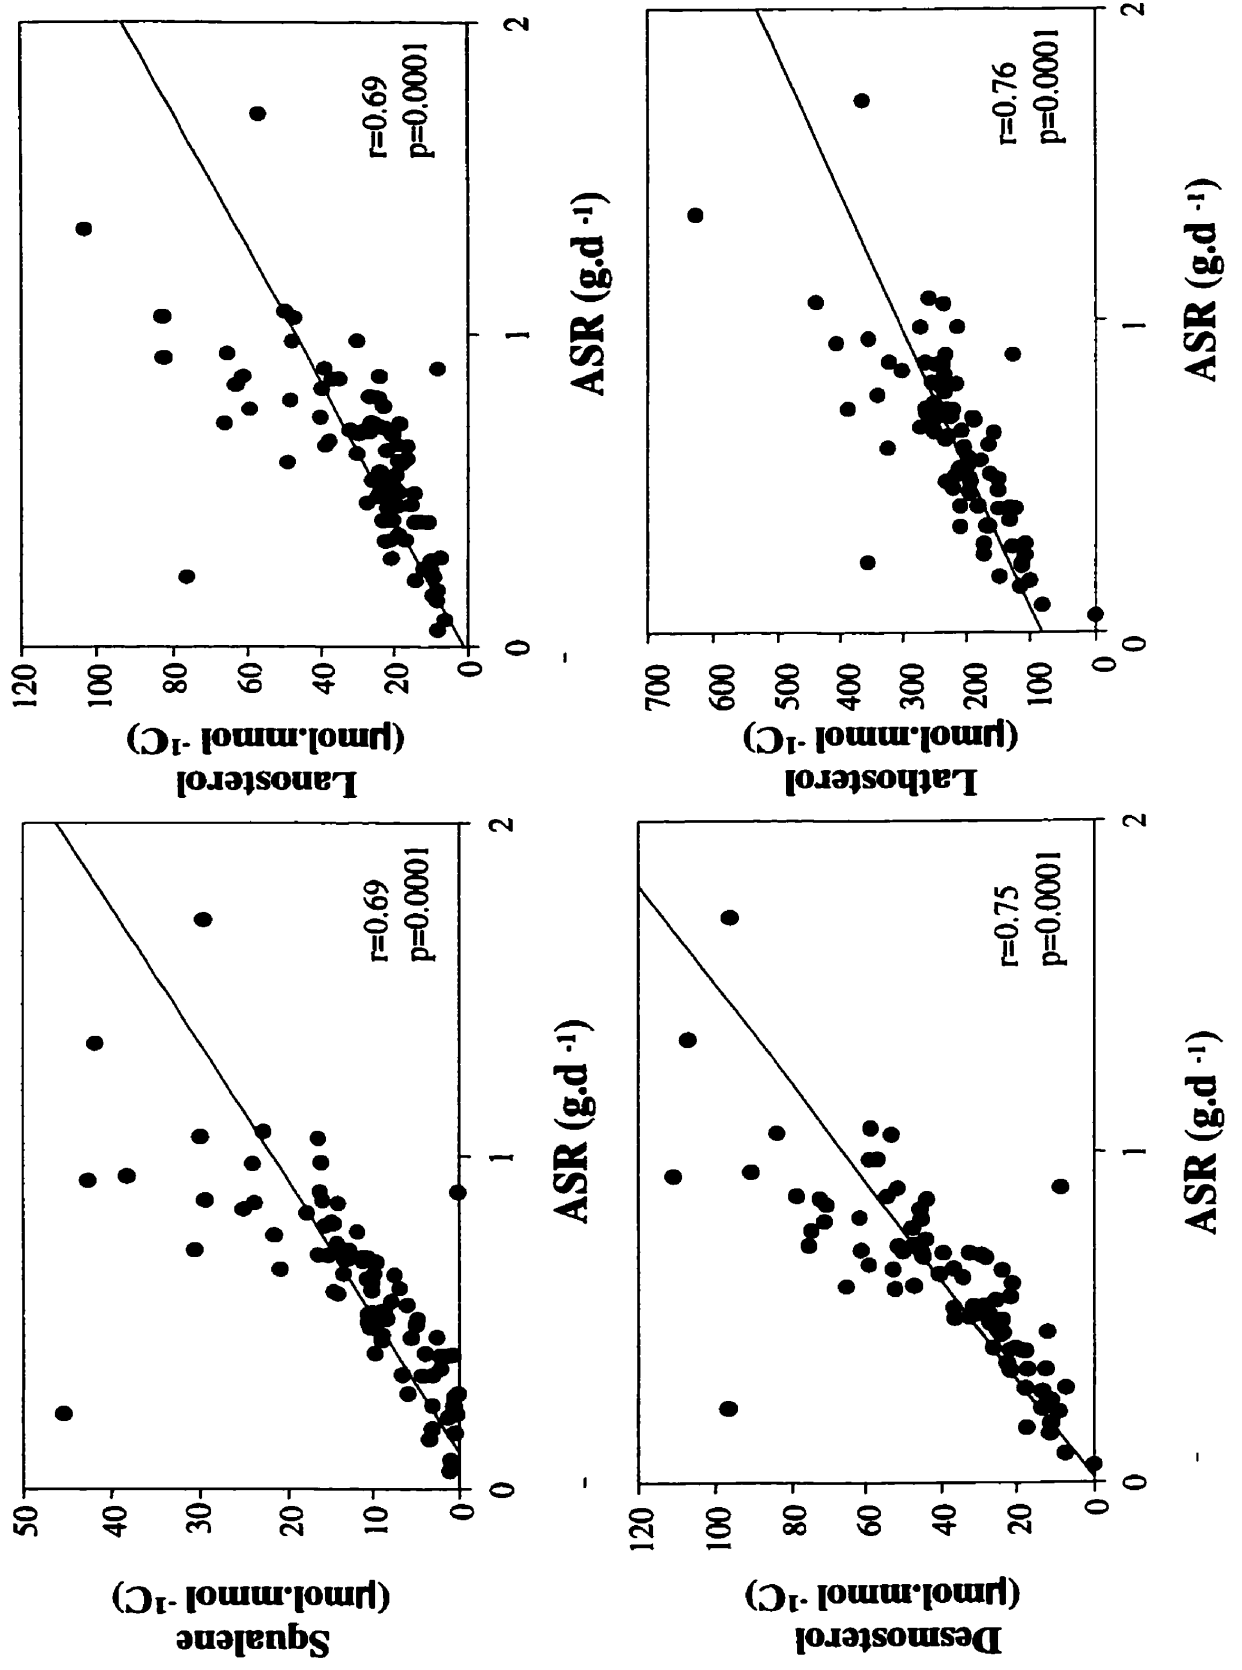 Squalene
(µmol.mmol -1C)
50
40
30
20
10
0
r=0.69
p=0.0001
0
1
2
ASR (g.d -1)
Lanosterol
(µmol.mmol -1C)
120
100
80
60
40
20
0
r=0.69
p=0.0001
0
1
2
ASR (g.d -1)
Desmosterol
(µmol.mmol -1C)
120
100
80
60
40
20
0
r=0.75
p=0.0001
0
1
2
ASR (g.d -1)
Lathosterol
(µmol.mmol -1C)
700
600
500
400
300
200
100
0
r=0.76
p=0.0001
0
1
2
ASR (g.d -1)